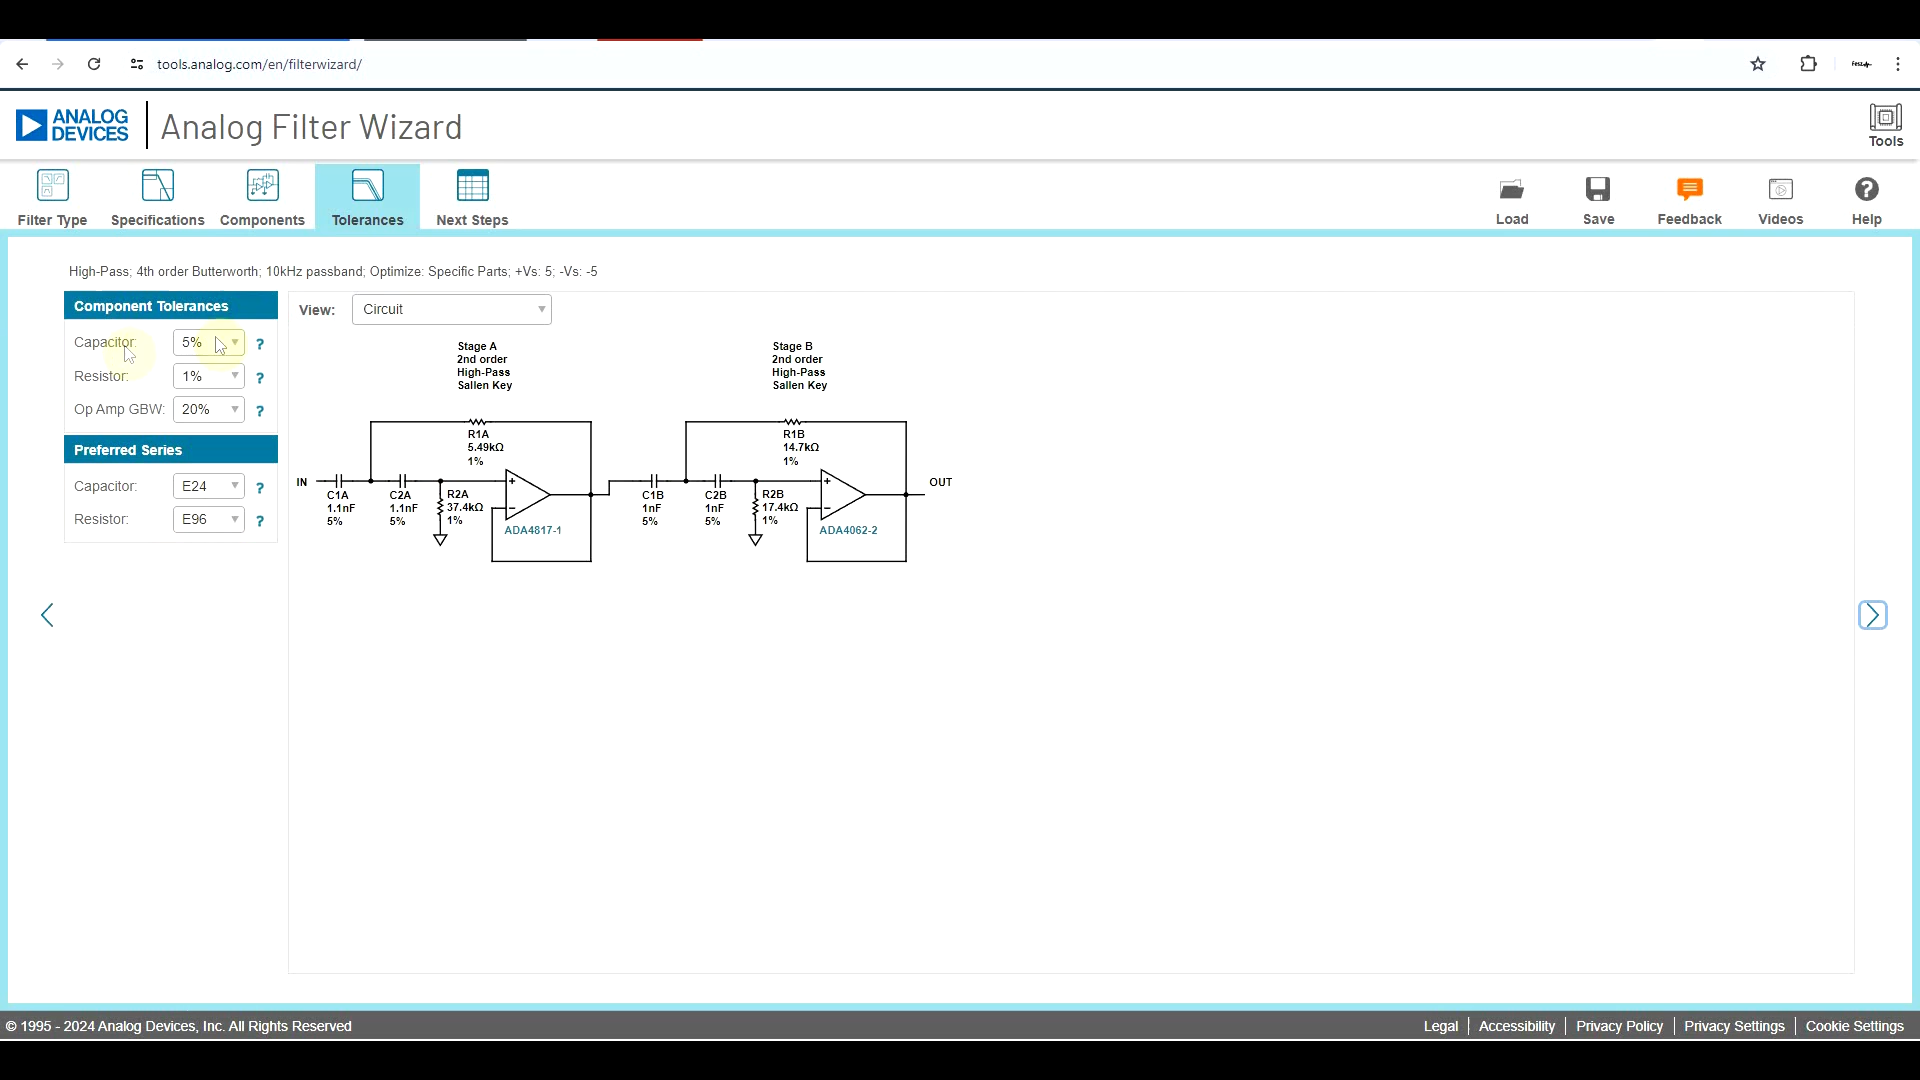 tools.analog.com/en/filterwizard/
ANALOG
DEVICES
Analog Filter Wizard
Tools
Filter Type
Specifications
Components
Tolerances
Next Steps
Load
Save
Feedback
Videos
Help
High-Pass; 4th order Butterworth; 10kHz passband; Optimize: Specific Parts; +Vs: 5; -Vs: -5
Component Tolerances
Capacitor: 5% ?
Resistor: 1% ?
Op Amp GBW: 20% ?
Preferred Series
Capacitor: E24 ?
Resistor: E96 ?
View: Circuit
Stage A
2nd order
High-Pass
Sallen Key
R1A
5.49kΩ
1%
IN
C1A
1.1nF
5%
C2A
1.1nF
5%
R2A
37.4kΩ
1%
+
−
ADA4817-1
Stage B
2nd order
High-Pass
Sallen Key
R1B
14.7kΩ
1%
C1B
1nF
5%
C2B
1nF
5%
R2B
17.4kΩ
1%
+
−
ADA4062-2
OUT
© 1995 - 2024 Analog Devices, Inc. All Rights Reserved
Legal | Accessibility | Privacy Policy | Privacy Settings | Cookie Settings